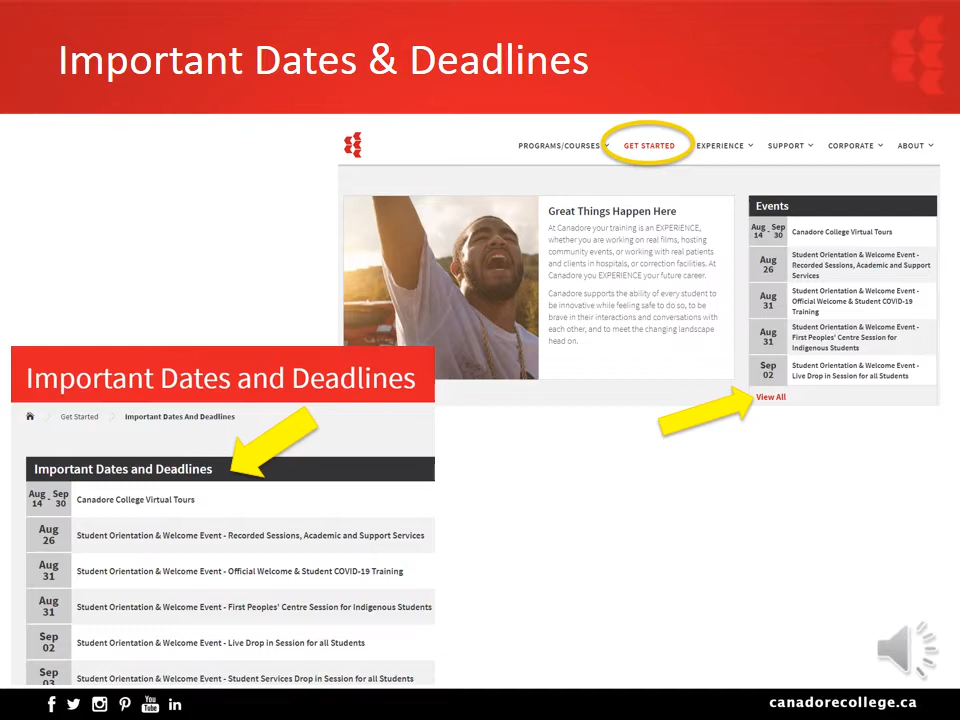 Important Dates & Deadlines
PROGRAMS/COURSES
GET STARTED
EXPERIENCE
SUPPORT
CORPORATE
ABOUT
Great Things Happen Here
At Canadore your training is an EXPERIENCE,
whether you are working on real films, hosting
community events, or working with real patients
and clients in hospitals, or correction facilities. At
Canadore you EXPERIENCE your future career.
Canadore supports the ability of every student to
be innovative while feeling safe to do so, to be
brave in their interactions and conversations with
each other, and to meet the changing landscape
head on.
Events
Aug 14 - Sep 30
Canadore College Virtual Tours
Aug 26
Student Orientation & Welcome Event -
Recorded Sessions, Academic and Support
Services
Aug 31
Student Orientation & Welcome Event -
Official Welcome & Student COVID-19
Training
Aug 31
Student Orientation & Welcome Event -
First Peoples' Centre Session for
Indigenous Students
Sep 02
Student Orientation & Welcome Event -
Live Drop in Session for all Students
View All
Important Dates and Deadlines
Get Started
Important Dates And Deadlines
Important Dates and Deadlines
Aug 14 - Sep 30
Canadore College Virtual Tours
Aug 26
Student Orientation & Welcome Event - Recorded Sessions, Academic and Support Services
Aug 31
Student Orientation & Welcome Event - Official Welcome & Student COVID-19 Training
Aug 31
Student Orientation & Welcome Event - First Peoples' Centre Session for Indigenous Students
Sep 02
Student Orientation & Welcome Event - Live Drop in Session for all Students
Sep 03
Student Orientation & Welcome Event - Student Services Drop in Session for all Students
You Tube
in
canadorecollege.ca